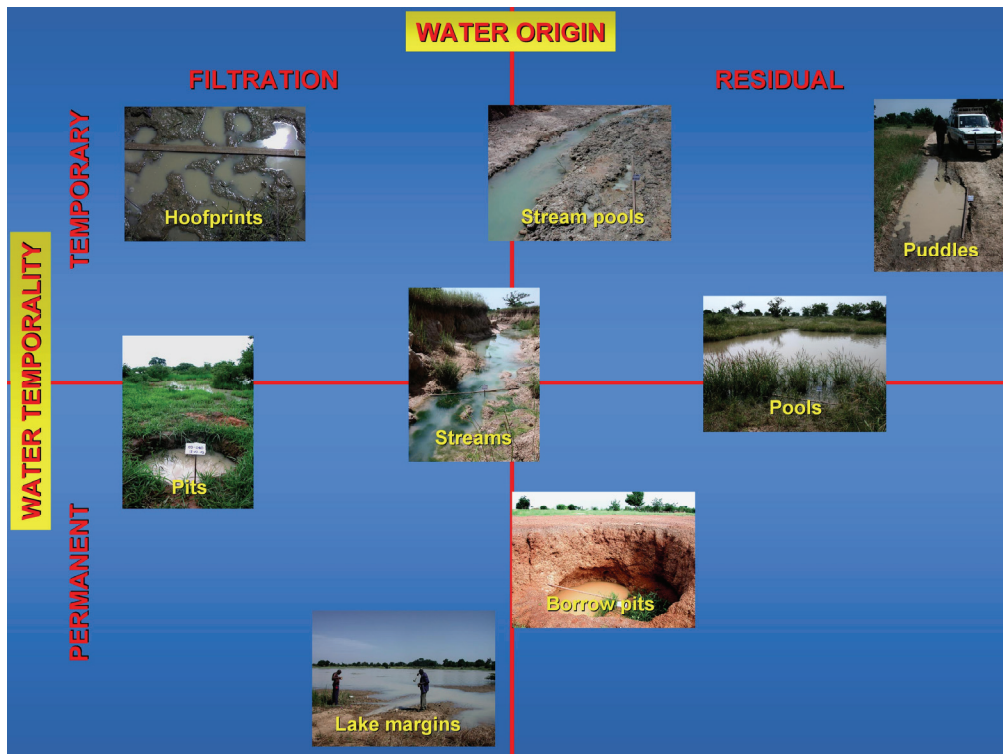 WATER ORIGIN
FILTRATION
RESIDUAL
WATER TEMPORALITY
TEMPORARY
PERMANENT
Hoofprints
Stream pools
Puddles
Pits
Streams
Pools
Borrow pits
Lake margins